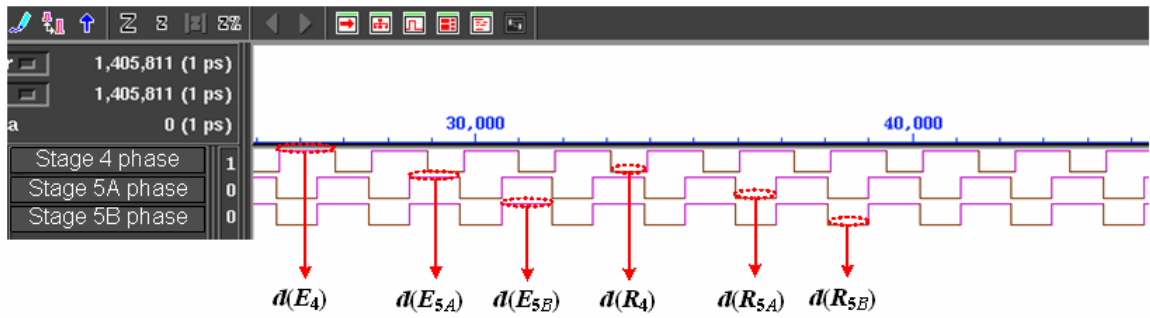 Z Z |Z| Z%
r 1,405,811 (1 ps)
1,405,811 (1 ps)
a 0 (1 ps)
30,000 40,000
Stage 4 phase 1
Stage 5A phase 0
Stage 5B phase 0
d(E4) d(E5A) d(E5B) d(R4) d(R5A) d(R5B)